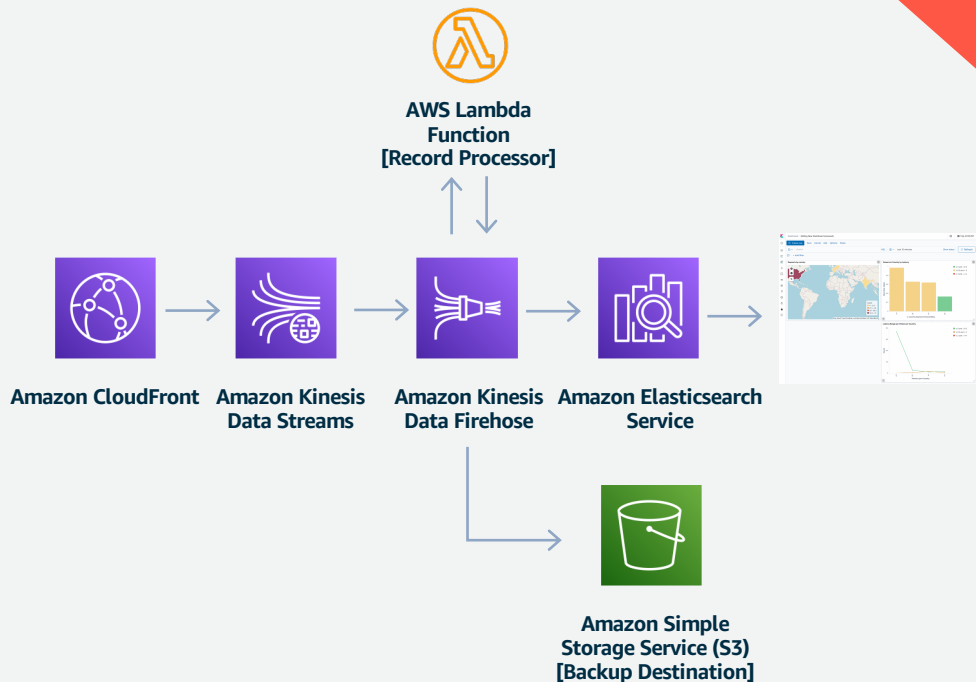 AWS Lambda
Function
[Record Processor]
Amazon CloudFront
Amazon Kinesis
Data Streams
Amazon Kinesis
Data Firehose
Amazon Elasticsearch
Service
Amazon Simple
Storage Service (S3)
[Backup Destination]